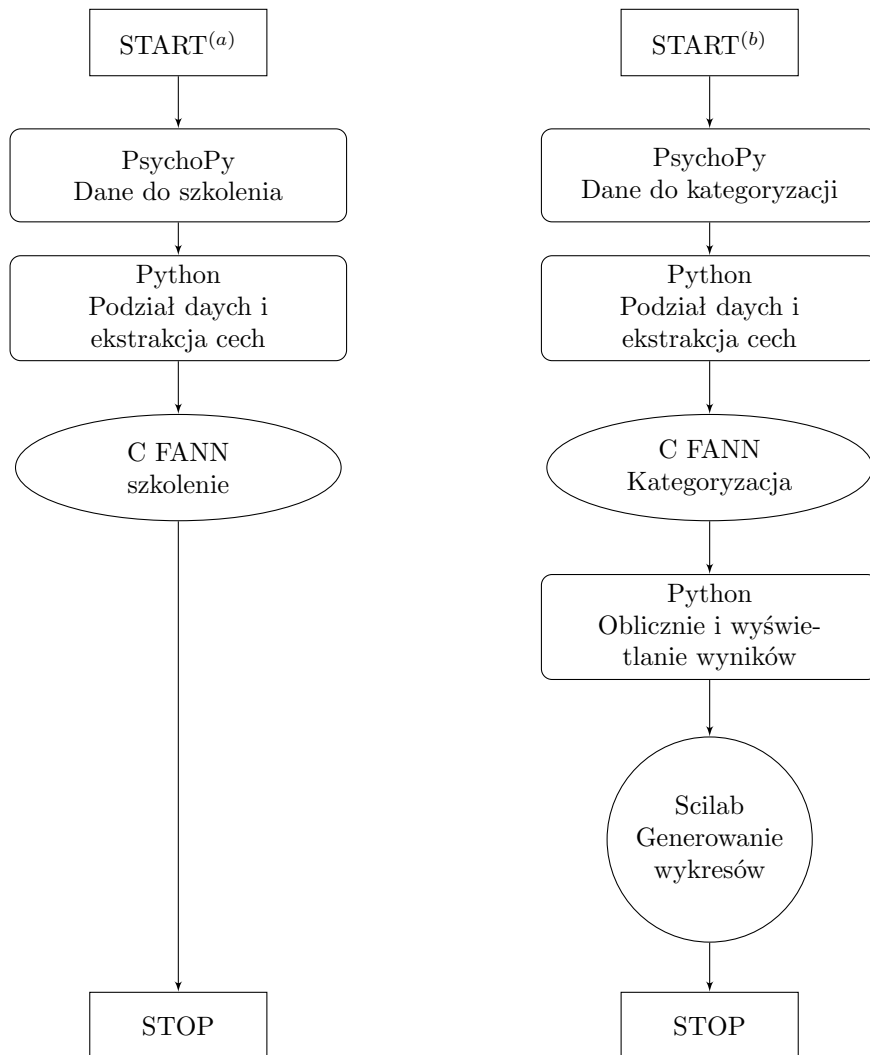 START(a)
PsychoPy
Dane do szkolenia
Python
Podział daych i
ekstrakcja cech
C FANN
szkolenie
STOP
START(b)
PsychoPy
Dane do kategoryzacji
Python
Podział daych i
ekstrakcja cech
C FANN
Kategoryzacja
Python
Oblicznie i wyświe-
tlanie wyników
Scilab
Generowanie
wykresów
STOP